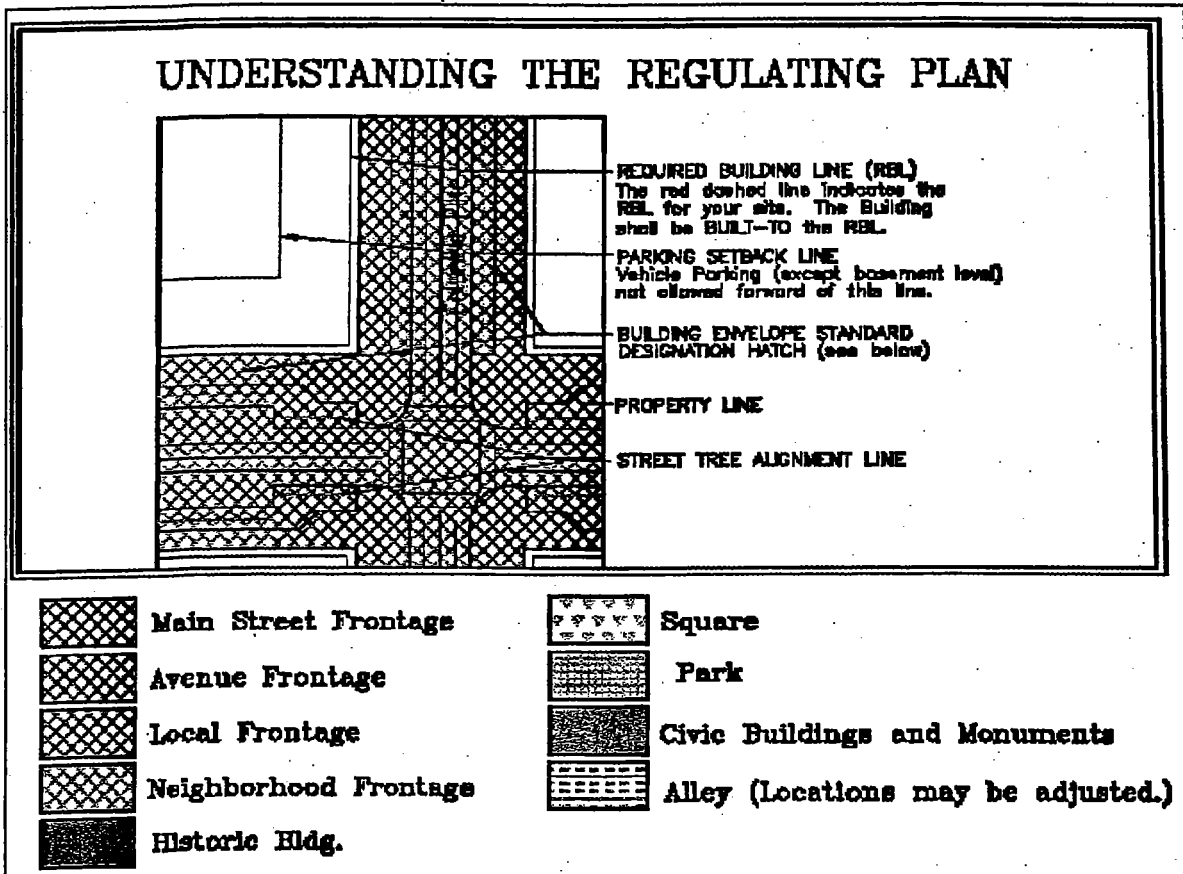 UNDERSTANDING THE REGULATING PLAN
REQUIRED BUILDING LINE (RBL)
The red dashed line indicates the
RBL for your site. The Building
shall be BUILT-TO the RBL.
PARKING SETBACK LINE
Vehicle Parking (except basement level)
not allowed forward of this line.
BUILDING ENVELOPE STANDARD
DESIGNATION HATCH (see below)
PROPERTY LINE
STREET TREE ALIGNMENT LINE
Main Street Frontage
Avenue Frontage
Local Frontage
Neighborhood Frontage
Historic Bldg.
Square
Park
Civic Buildings and Monuments
Alley (Locations may be adjusted.)